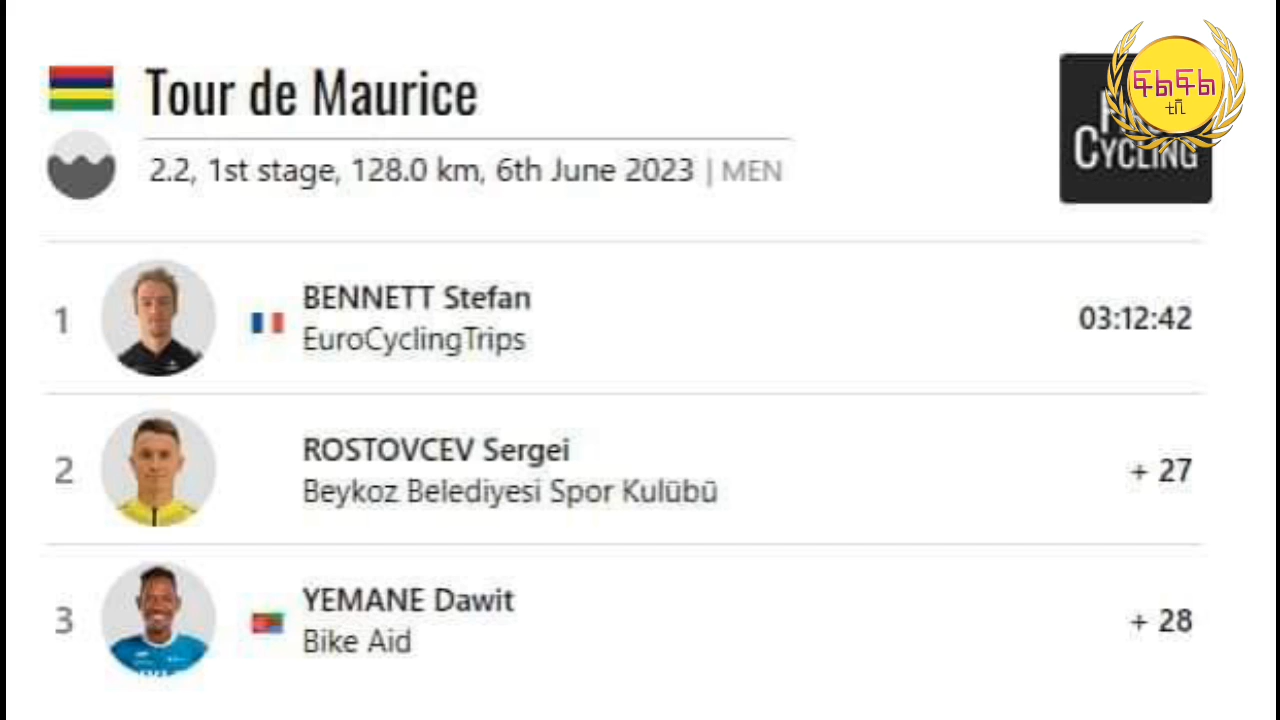 Tour de Maurice
2.2, 1st stage, 128.0 km, 6th June 2023 | MEN
ፍልፍል
CYCLING
1
BENNETT Stefan
EuroCyclingTrips
03:12:42
2
ROSTOVCEV Sergei
Beykoz Belediyesi Spor Kulübü
+ 27
3
YEMANE Dawit
Bike Aid
+ 28